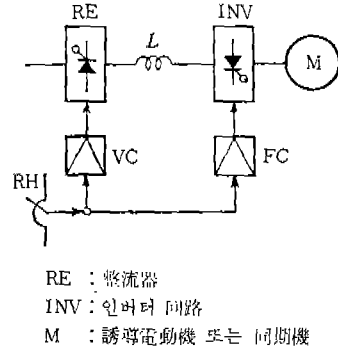 RE
INV
L
M
VC
FC
RH
RE : 整流器
INV : 인버터 回路
M : 誘導電動機 또는 同期機